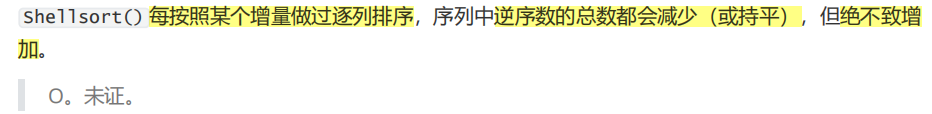 Shellsort()每按照某个增量做过逐列排序，序列中逆序数的总数都会减少（或持平），但绝不致增
加。
O。未证。